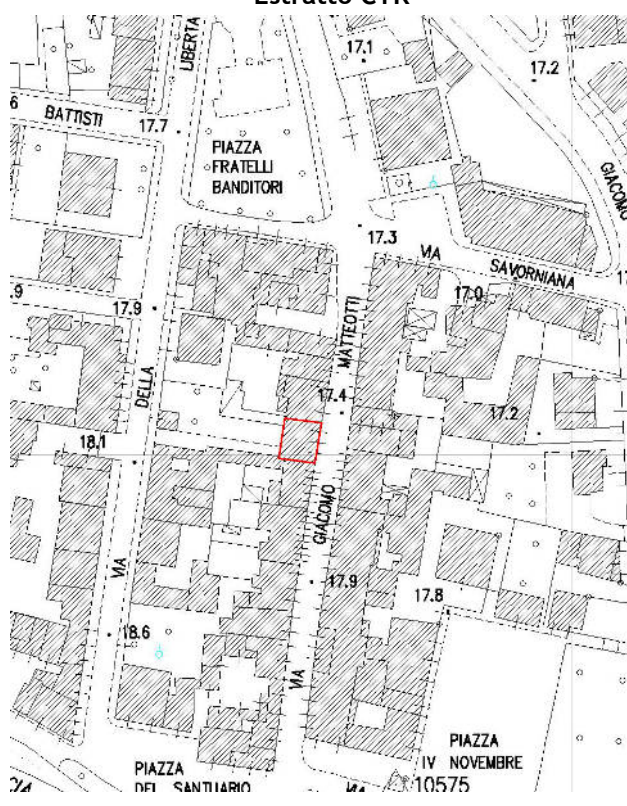 Estratto CTR
17.1
17.2
LIBERTA
BATTISTI
17.7
PIAZZA
FRATELLI
BANDITORI
GIACOMO
17.3
VIA
SAVORNIANA
17.9
17.0
MATTEOTTI
DELLA
17.4
17.2
18.1
GIACOMO
VIA
17.9
17.8
18.6
VIA
PIAZZA
IV NOVEMBRE
PIAZZA
DEL SANTUARIO
VIA
10575